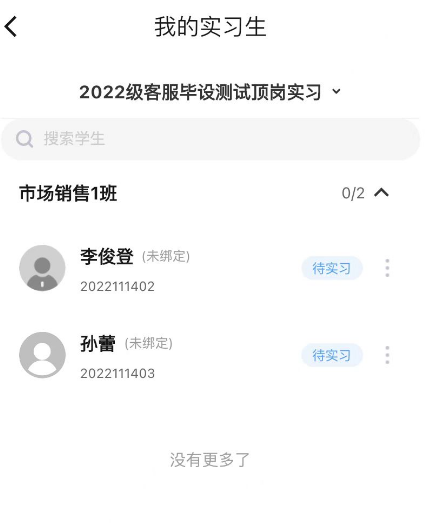 我的实习生
2022级客服毕设测试顶岗实习
搜索学生
市场销售1班 0/2
李俊登 (未绑定) 待实习
2022111402
孙蕾 (未绑定) 待实习
2022111403
没有更多了